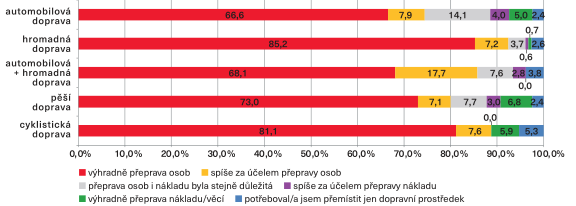 automobilová
doprava
66,6 7,9 14,1 4,0 5,0 2,4
0,7
hromadná
doprava
85,2 7,2 3,7 2,6
0,6
automobilová
+ hromadná
doprava
68,1 17,7 7,6 2,8 3,8
0,0
pěší
doprava
73,0 7,1 7,7 3,0 6,8 2,4
0,0
cyklistická
doprava
81,1 7,6 5,9 5,3
0,0% 10,0% 20,0% 30,0% 40,0% 50,0% 60,0% 70,0% 80,0% 90,0% 100,0%
výhradně přeprava osob spíše za účelem přepravy osob
přeprava osob i nákladu byla stejně důležitá spíše za účelem přepravy nákladu
výhradně přeprava nákladu/věcí potřeboval/a jsem přemístit jen dopravní prostředek